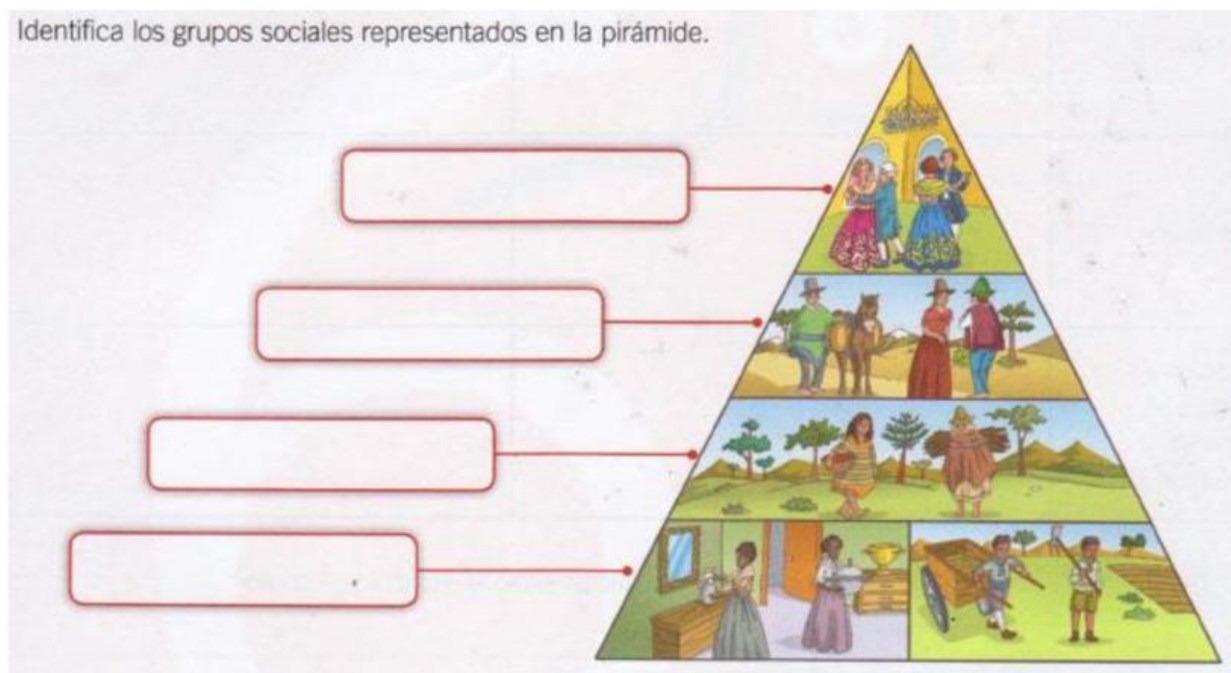 Identifica los grupos sociales representados en la pirámide.